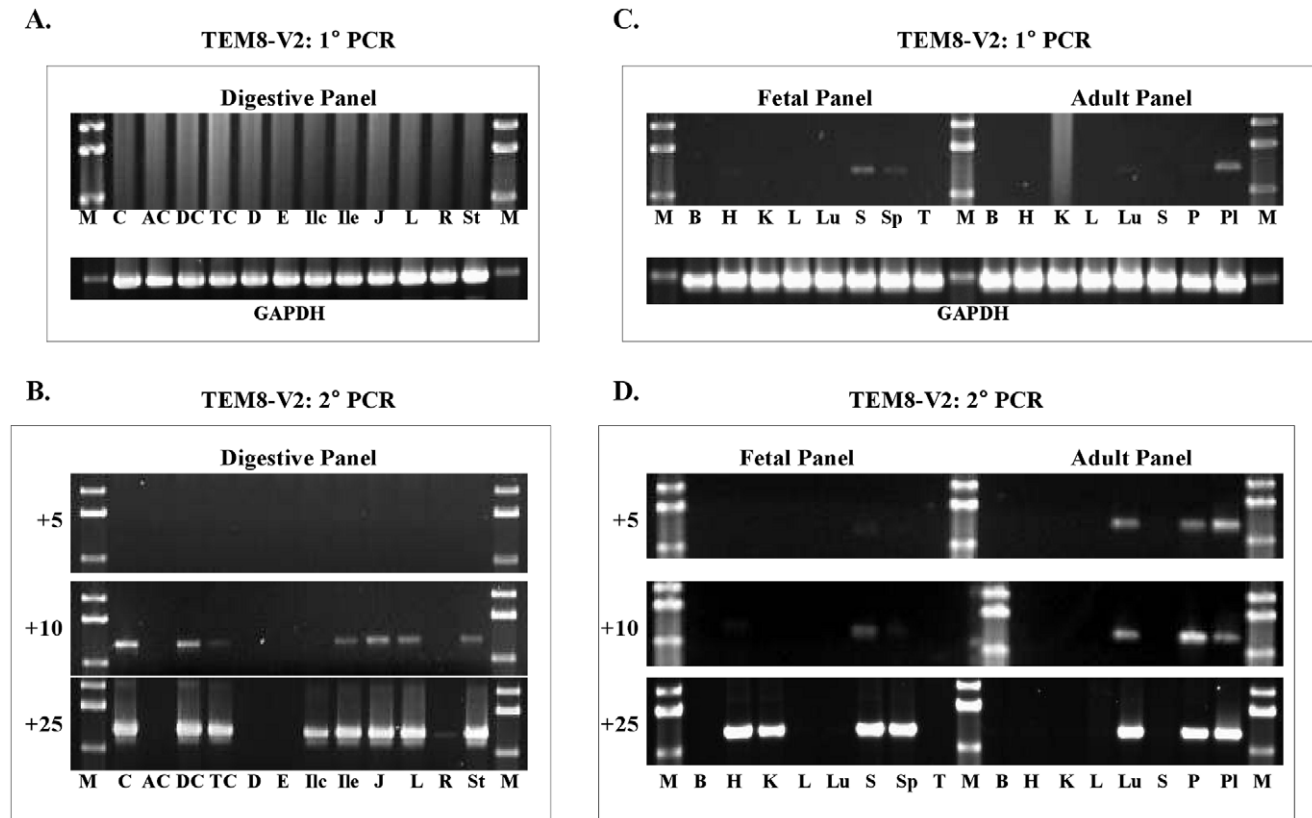 A.
TEM8-V2: 1° PCR
Digestive Panel
M C AC DC TC D E Ilc Ile J L R St M
GAPDH
B.
TEM8-V2: 2° PCR
Digestive Panel
+5
+10
+25
M C AC DC TC D E Ilc Ile J L R St M
C.
TEM8-V2: 1° PCR
Fetal Panel Adult Panel
M B H K L Lu S Sp T M B H K L Lu S P Pl M
GAPDH
D.
TEM8-V2: 2° PCR
Fetal Panel Adult Panel
+5
+10
+25
M B H K L Lu S Sp T M B H K L Lu S P Pl M